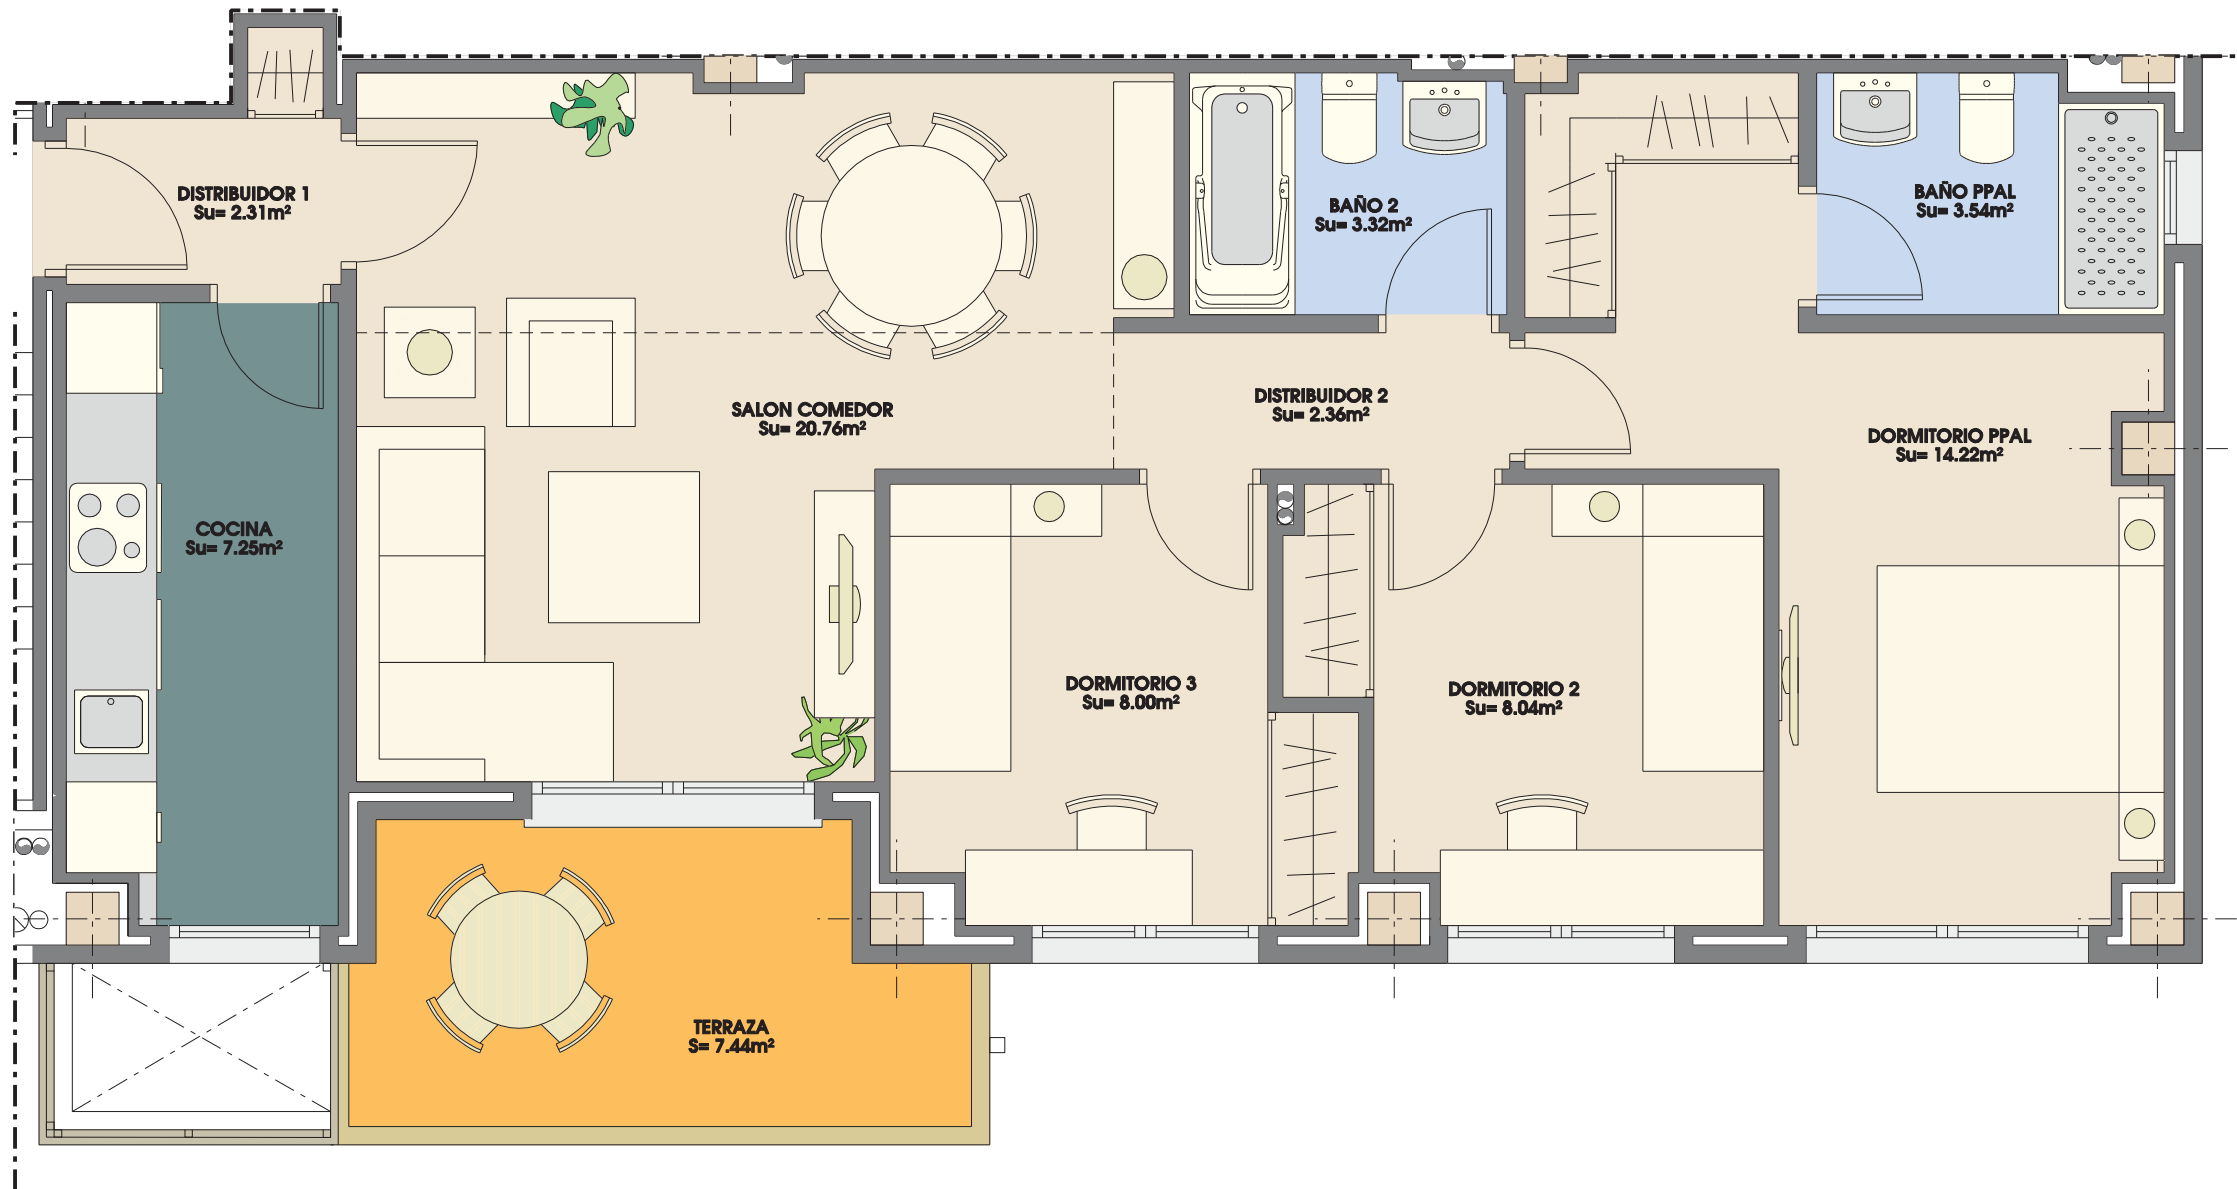 DISTRIBUIDOR 1
Su= 2.31m²
BAÑO 2
Su= 3.32m²
BAÑO PPAL
Su= 3.54m²
SALON COMEDOR
Su= 20.76m²
DISTRIBUIDOR 2
Su= 2.36m²
DORMITORIO PPAL
Su= 14.22m²
COCINA
Su= 7.25m²
DORMITORIO 3
Su= 8.00m²
DORMITORIO 2
Su= 8.04m²
TERRAZA
S= 7.44m²